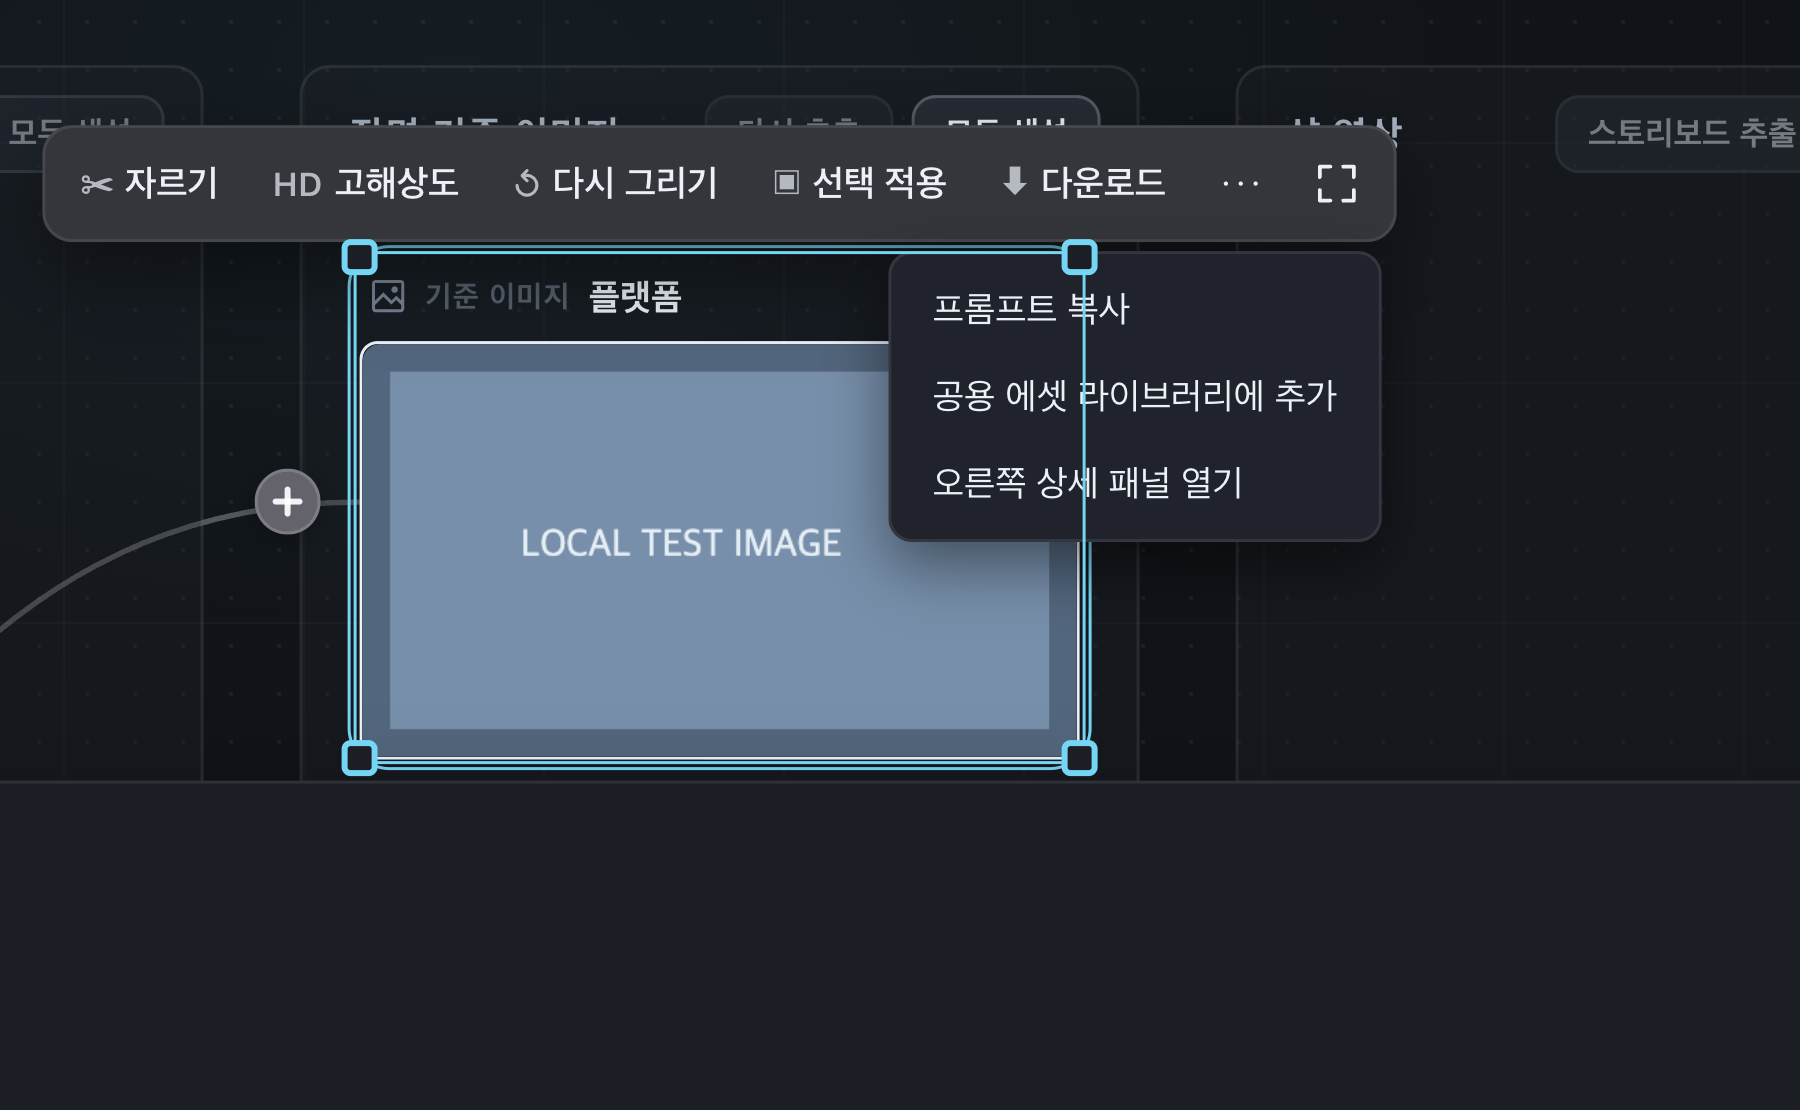 스토리보드 추출
자르기 HD 고해상도 다시 그리기 선택 적용 다운로드 ···
기준 이미지 플랫폼
프롬프트 복사
공용 에셋 라이브러리에 추가
오른쪽 상세 패널 열기
LOCAL TEST IMAGE